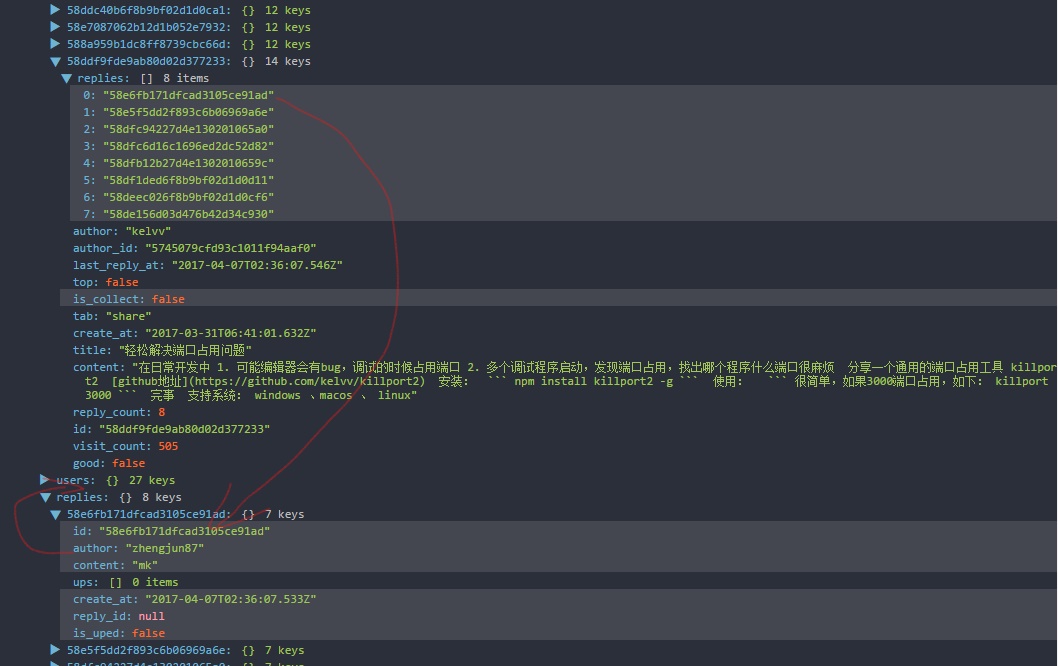 58ddc40b6f8b9bf02d1d0ca1: {} 12 keys
58e7087062b12d1b052e7932: {} 12 keys
588a959b1dc8ff8739cbc66d: {} 12 keys
58ddf9fde9ab80d02d377233: {} 14 keys
replies: [] 8 items
0: "58e6fb171dfcad3105ce91ad"
1: "58e5f5dd2f893c6b06969a6e"
2: "58dfc94227d4e130201065a0"
3: "58dfc6d16c1696ed2dc52d82"
4: "58dfb12b27d4e1302010659c"
5: "58df1ded6f8b9bf02d1d0d11"
6: "58deec026f8b9bf02d1d0cf6"
7: "58de156d03d476b42d34c930"
author: "kelvv"
author_id: "5745079cfd93c1011f94aaf0"
last_reply_at: "2017-04-07T02:36:07.546Z"
top: false
is_collect: false
tab: "share"
create_at: "2017-03-31T06:41:01.632Z"
title: "轻松解决端口占用问题"
content: "在日常开发中 1. 可能编辑器会有bug，调试的时候占用端口 2. 多个调试程序启动，发现端口占用，找出哪个程序什么端口很麻烦 分享一个通用的端口占用工具 killpor
t2 [github地址](https://github.com/kelvv/killport2) 安装： ``` npm install killport2 -g ``` 使用： ``` 很简单，如果3000端口占用，如下： killport
3000 ``` 完事 支持系统： windows 、macos 、 linux"
reply_count: 8
id: "58ddf9fde9ab80d02d377233"
visit_count: 505
good: false
users: {} 27 keys
replies: {} 8 keys
58e6fb171dfcad3105ce91ad: {} 7 keys
id: "58e6fb171dfcad3105ce91ad"
author: "zhengjun87"
content: "mk"
ups: [] 0 items
create_at: "2017-04-07T02:36:07.533Z"
reply_id: null
is_uped: false
58e5f5dd2f893c6b06969a6e: {} 7 keys